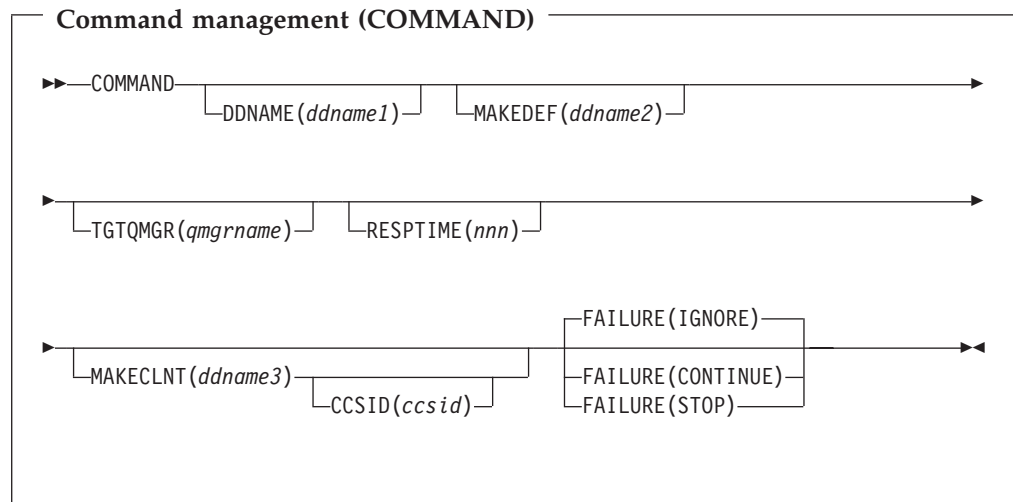 Command management (COMMAND)
COMMAND
DDNAME(ddname1) MAKEDEF(ddname2)
TGTQMGR(qmgrname) RESPTIME(nnn)
FAILURE(IGNORE)
MAKECLNT(ddname3) FAILURE(CONTINUE)
CCSID(ccsid) FAILURE(STOP)